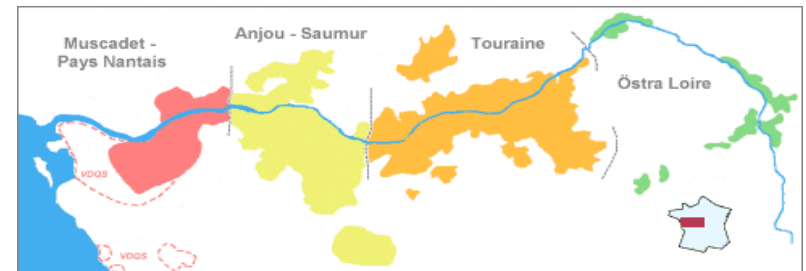 Muscadet -
Pays Nantais
Anjou - Saumur
Touraine
Östra Loire
VDQS
VDQS